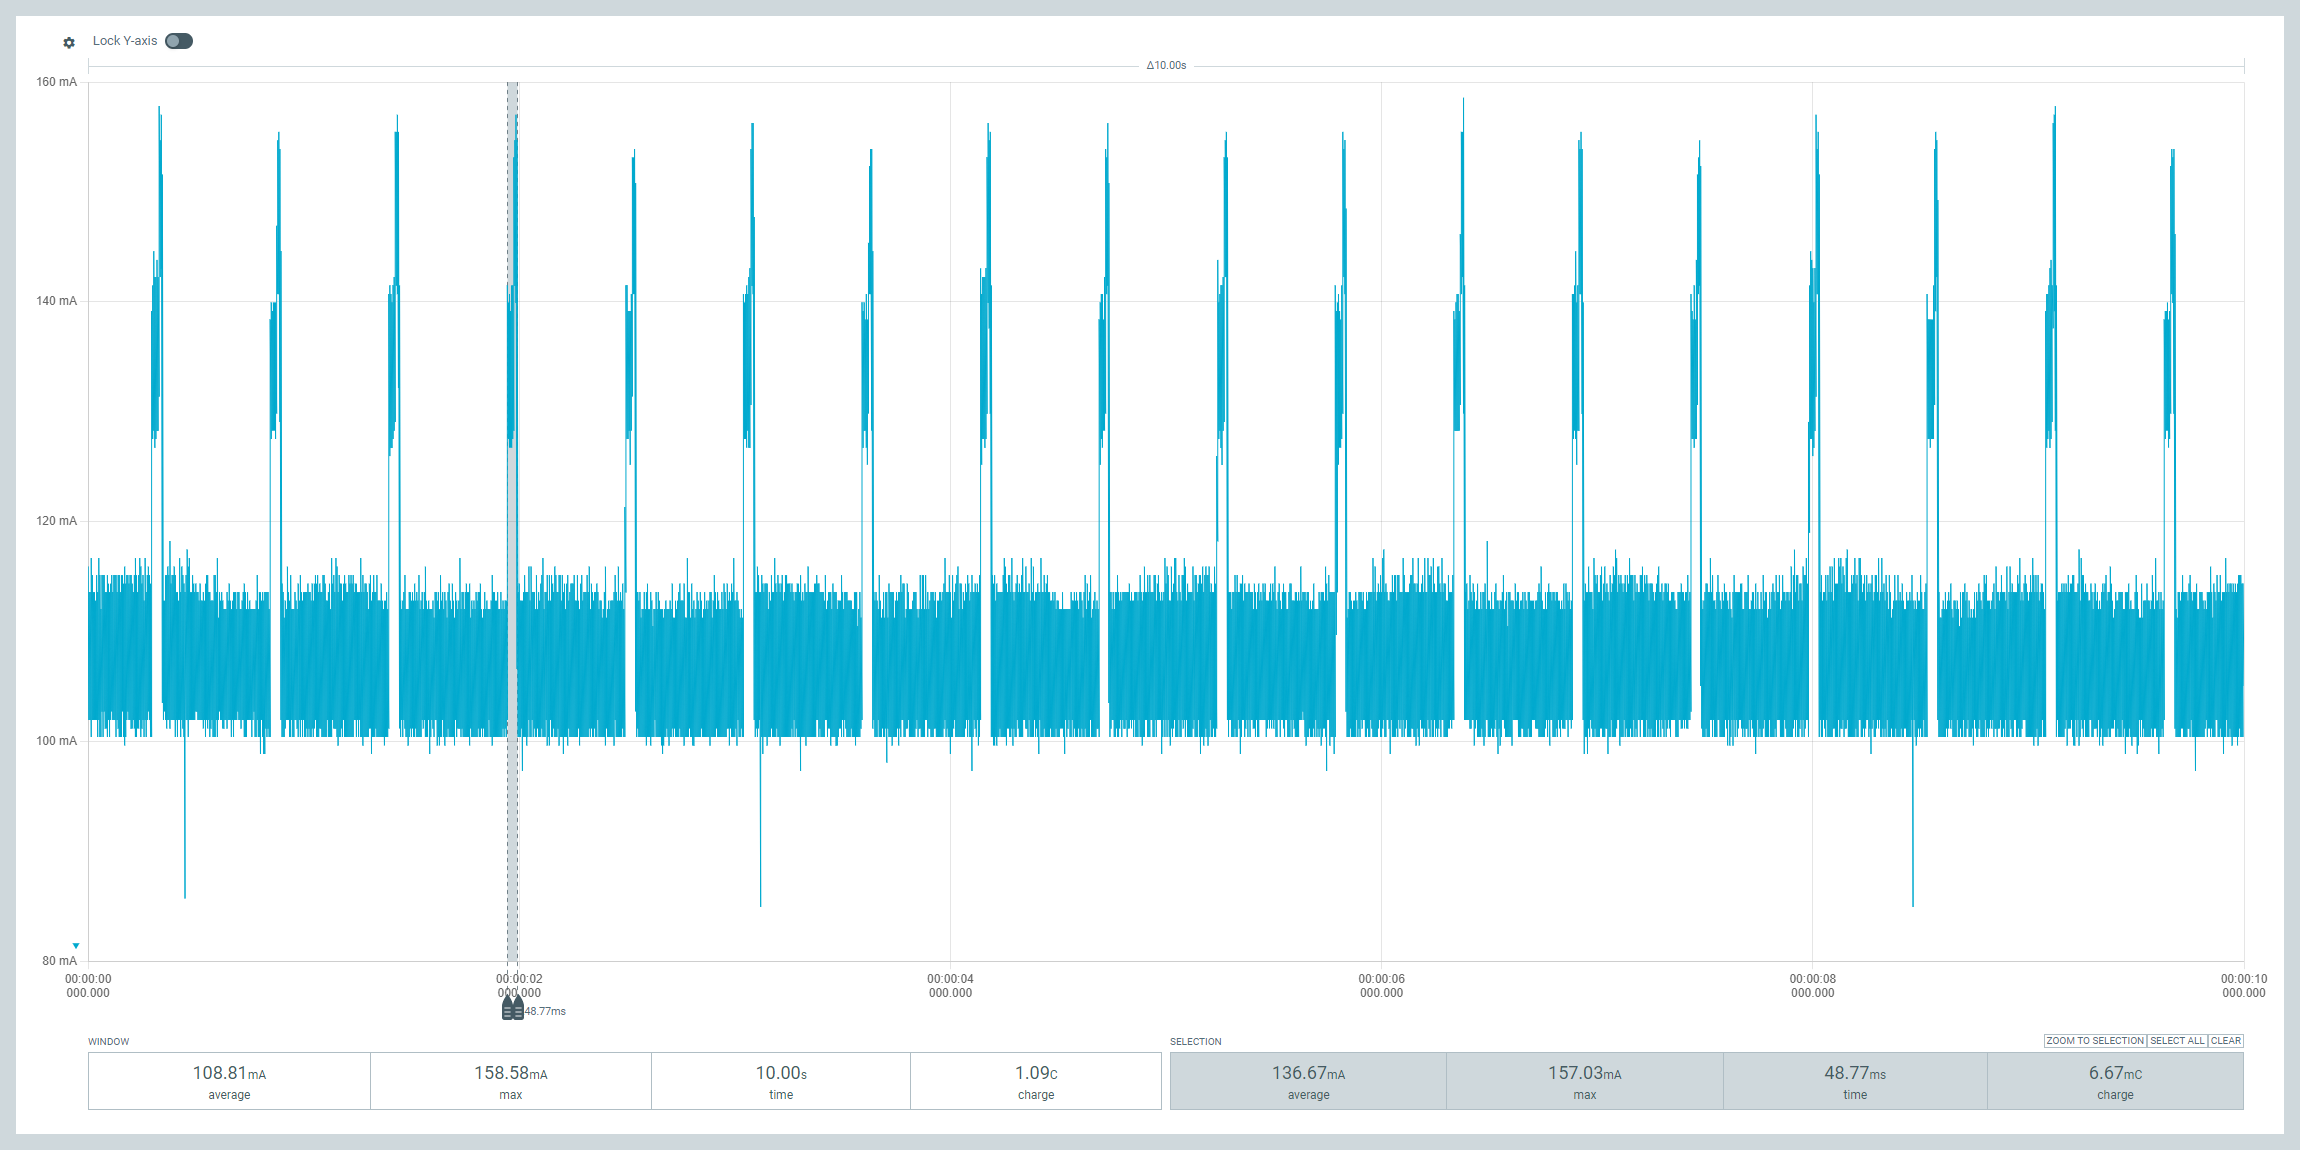 Lock Y-axis
Δ10.00s
160 mA
140 mA
120 mA
100 mA
80 mA
00:00:00 00:00:02 00:00:04 00:00:06 00:00:08 00:00:10
000.000 000.000 000.000 000.000 000.000 000.000
48.77ms
WINDOW SELECTION ZOOM TO SELECTION SELECT ALL CLEAR
108.81mA 158.58mA 10.00s 1.09C 136.67mA 157.03mA 48.77ms 6.67mC
average max time charge average max time charge